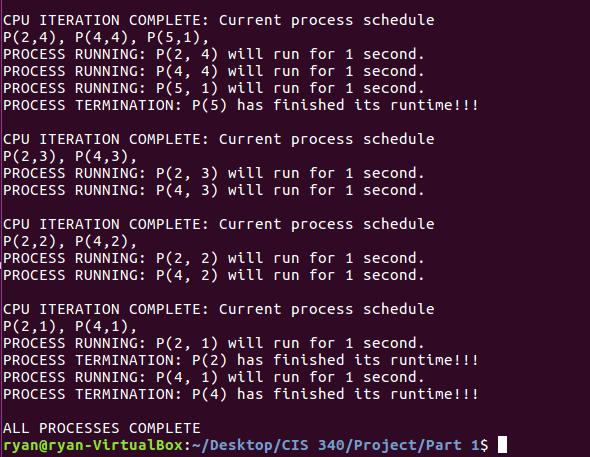 CPU ITERATION COMPLETE: Current process schedule
P(2,4), P(4,4), P(5,1),
PROCESS RUNNING: P(2, 4) will run for 1 second.
PROCESS RUNNING: P(4, 4) will run for 1 second.
PROCESS RUNNING: P(5, 1) will run for 1 second.
PROCESS TERMINATION: P(5) has finished its runtime!!!
CPU ITERATION COMPLETE: Current process schedule
P(2,3), P(4,3),
PROCESS RUNNING: P(2, 3) will run for 1 second.
PROCESS RUNNING: P(4, 3) will run for 1 second.
CPU ITERATION COMPLETE: Current process schedule
P(2,2), P(4,2),
PROCESS RUNNING: P(2, 2) will run for 1 second.
PROCESS RUNNING: P(4, 2) will run for 1 second.
CPU ITERATION COMPLETE: Current process schedule
P(2,1), P(4,1),
PROCESS RUNNING: P(2, 1) will run for 1 second.
PROCESS TERMINATION: P(2) has finished its runtime!!!
PROCESS RUNNING: P(4, 1) will run for 1 second.
PROCESS TERMINATION: P(4) has finished its runtime!!!
ALL PROCESSES COMPLETE
ryan@ryan-VirtualBox:~/Desktop/CIS 340/Project/Part 1$